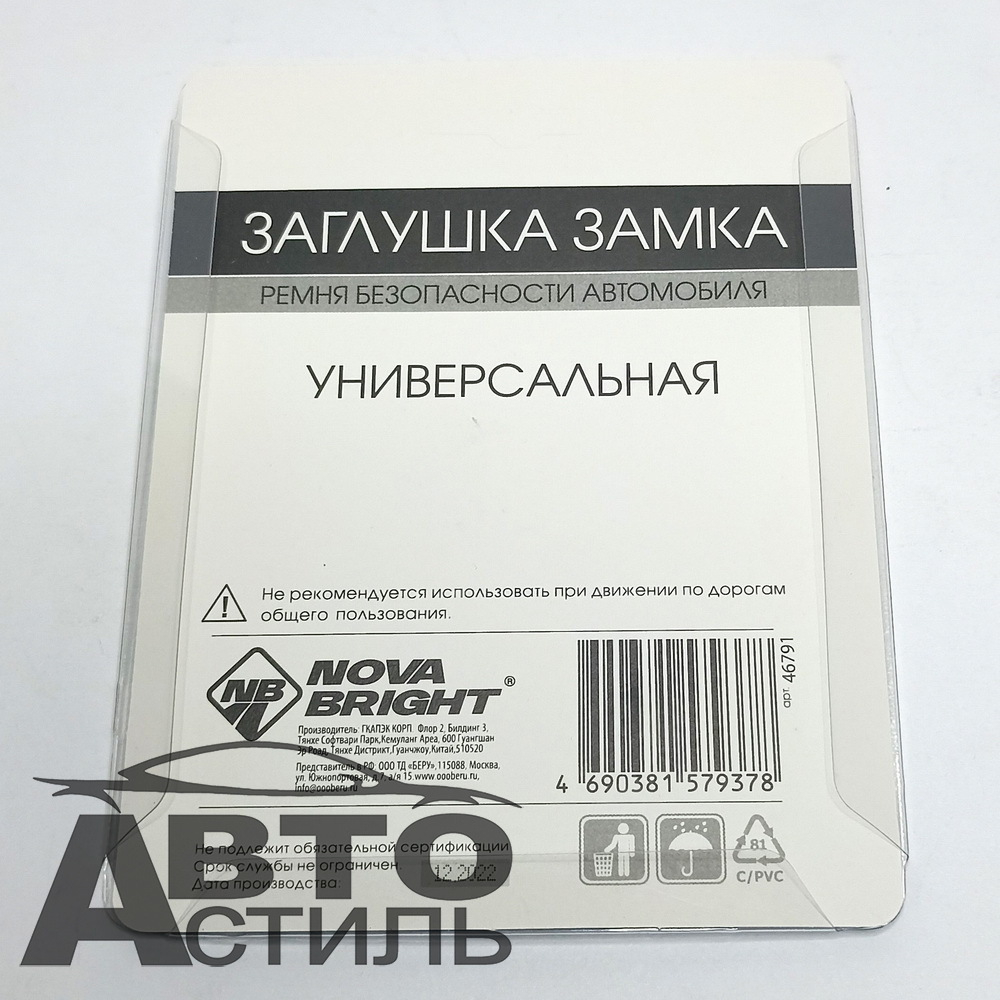 ЗАГЛУШКА ЗАМКА
РЕМНЯ БЕЗОПАСНОСТИ АВТОМОБИЛЯ
УНИВЕРСАЛЬНАЯ
Не рекомендуется использовать при движении по дорогам
общего пользования.
NB
NOVA
BRIGHT®
Производитель: ГКАПЭК КОРП Флор 2, Билдинг 3,
Тянхе Софтвари Парк,Кемуланг Ареа, 600 Гуангшан
Эр Роад, Тянхе Дистрикт,Гуанчжоу,Китай,510520
Представитель в РФ: ООО ТД «БЕРУ»,115088, Москва,
ул. Южнопортовая, д.7, а/я 15. www.oooberu.ru,
info@oooberu.ru
арт. 46791
4 690381 579378
Не подлежит обязательной сертификации
Срок службы не ограничен.
Дата производства: 12.2022
81
C/PVC
АВТО
СТИЛЬ